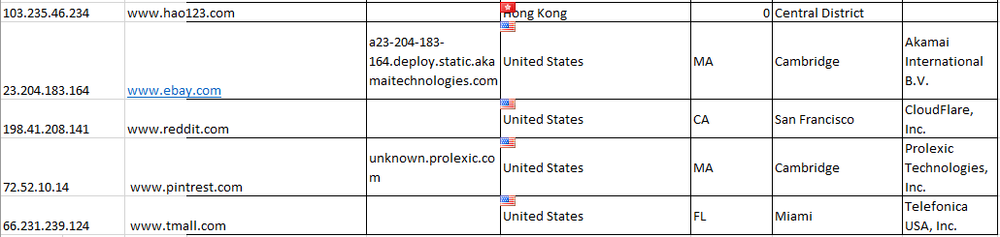 103.235.46.234 www.hao123.com Hong Kong 0 Central District
23.204.183.164 www.ebay.com a23-204-183-
164.deploy.static.aka
maitechnologies.com United States MA Cambridge Akamai
International
B.V.
198.41.208.141 www.reddit.com United States CA San Francisco CloudFlare,
Inc.
72.52.10.14 www.pintrest.com unknown.prolexic.co
m United States MA Cambridge Prolexic
Technologies,
Inc.
66.231.239.124 www.tmall.com United States FL Miami Telefonica
USA, Inc.